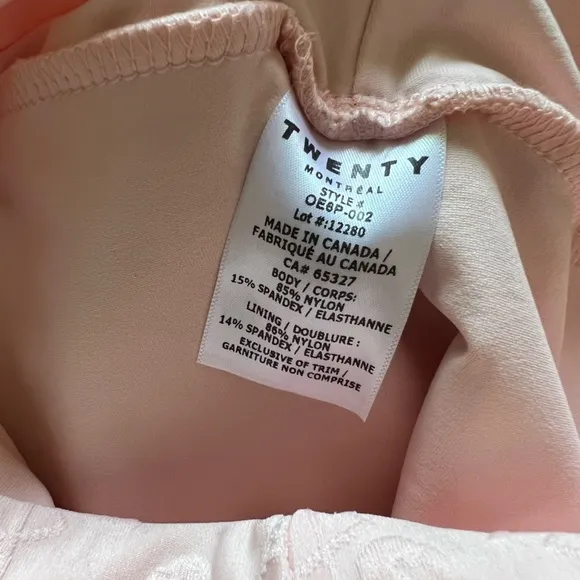 TWENTY
MONTRÉAL
STYLE #
OE6P-002
Lot #:12280
MADE IN CANADA /
FABRIQUÉ AU CANADA
CA# 65327
BODY / CORPS:
85% NYLON
15% SPANDEX / ELASTHANNE
LINING / DOUBLURE :
86% NYLON
14% SPANDEX / ELASTHANNE
EXCLUSIVE OF TRIM /
GARNITURE NON COMPRISE